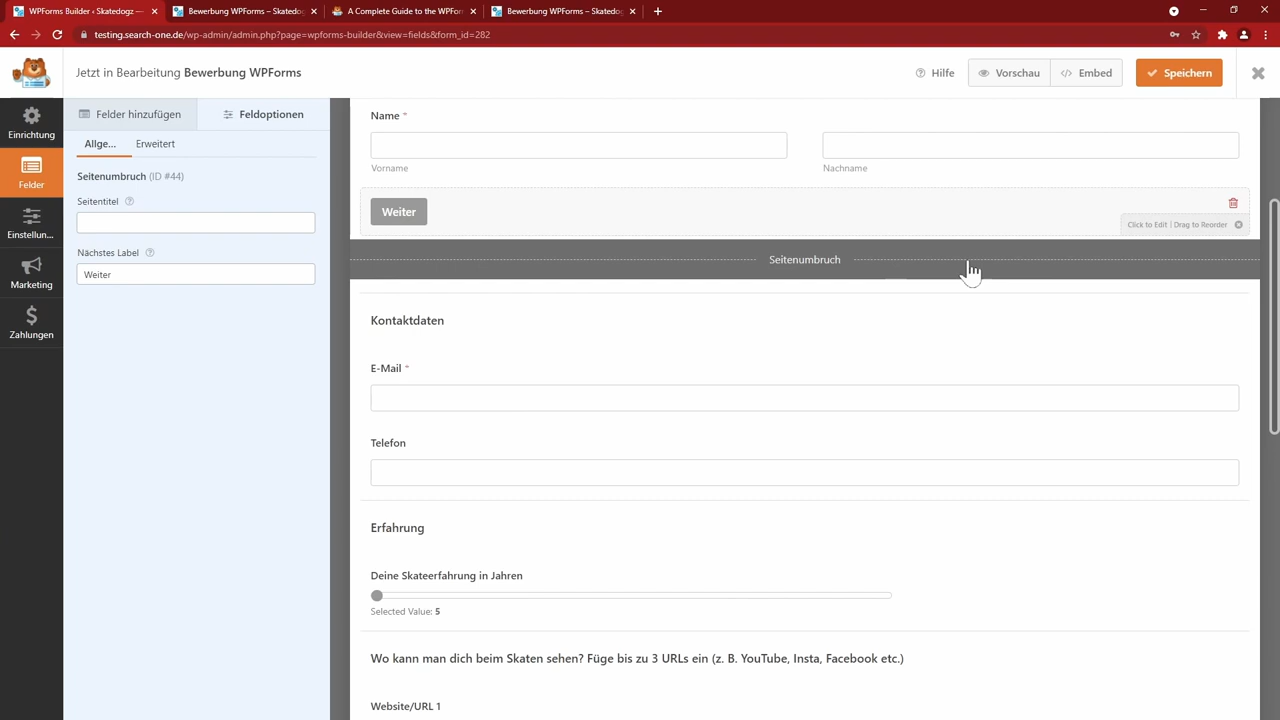 WPForms Builder ‹ Skatedogz —
Bewerbung WPForms – Skatedogz
A Complete Guide to the WPFor
Bewerbung WPForms – Skatedog
testing.search-one.de/wp-admin/admin.php?page=wpforms-builder&view=fields&form_id=282
Jetzt in Bearbeitung Bewerbung WPForms
Hilfe
Vorschau
Embed
Speichern
Einrichtung
Felder
Einstellun...
Marketing
Zahlungen
Felder hinzufügen
Feldoptionen
Allge...
Erweitert
Seitenumbruch (ID #44)
Seitentitel
Nächstes Label
Weiter
Name *
Vorname
Nachname
Weiter
Click to Edit | Drag to Reorder
Seitenumbruch
Kontaktdaten
E-Mail *
Telefon
Erfahrung
Deine Skateerfahrung in Jahren
Selected Value: 5
Wo kann man dich beim Skaten sehen? Füge bis zu 3 URLs ein (z. B. YouTube, Insta, Facebook etc.)
Website/URL 1